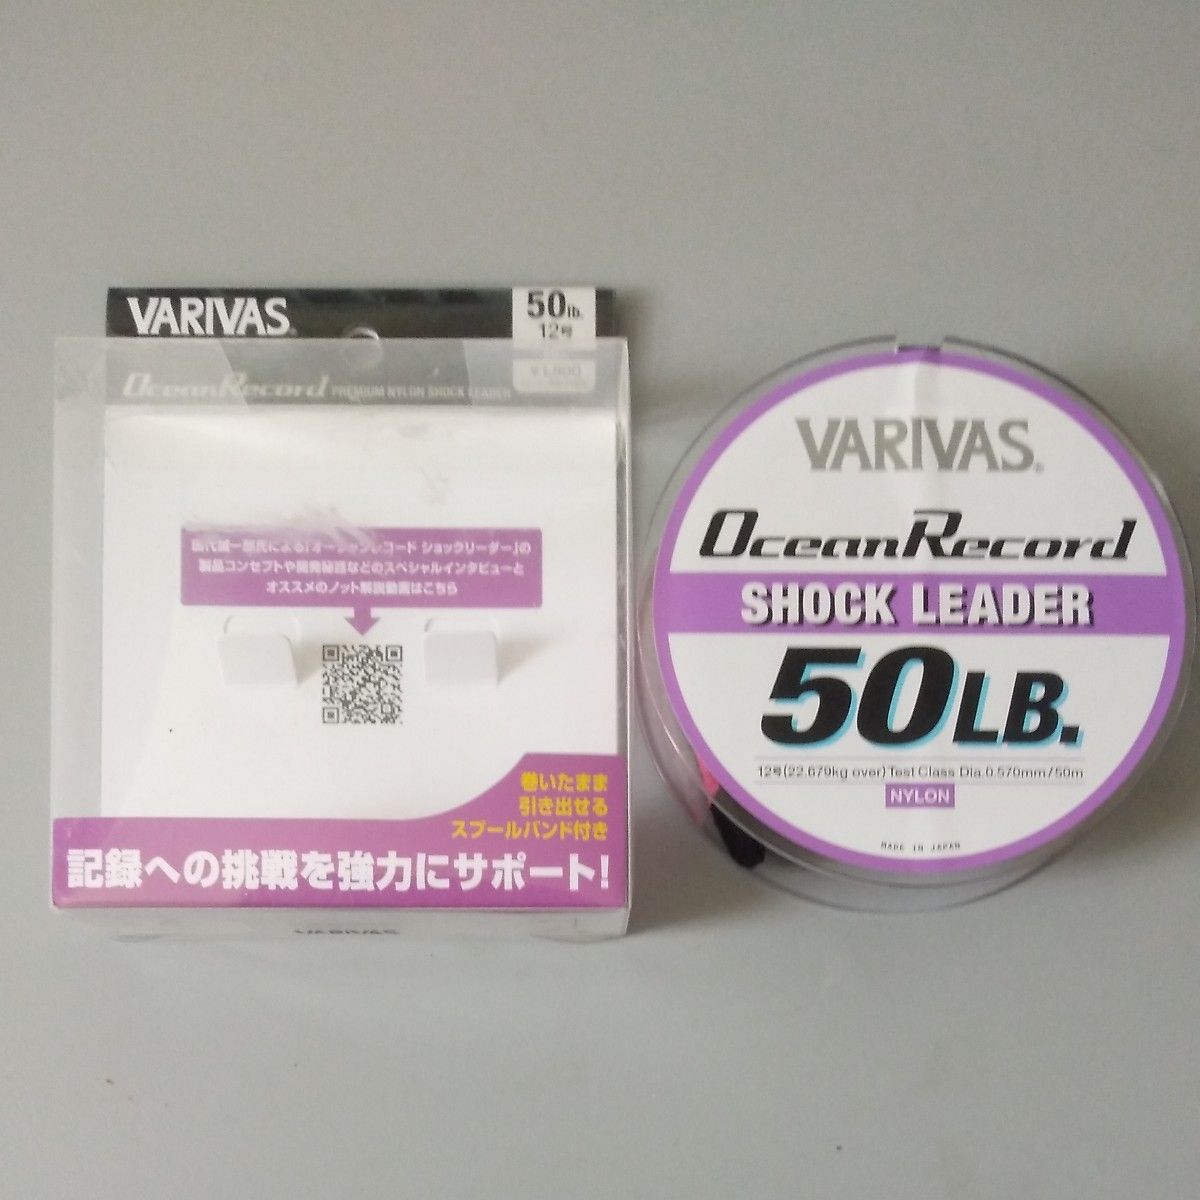 VARIVAS
50lb.
12号
¥1,500
OceanRecord PREMIUM NYLON SHOCK LEADER
「オーシャンレコード ショックリーダー」の
製品コンセプトや開発秘話などのスペシャルインタビューと
オススメのノット解説動画はこちら
巻いたまま
引き出せる
スプールバンド付き
記録への挑戦を強力にサポート!
VARIVAS
VARIVAS®
OceanRecord
SHOCK LEADER
50LB.
12号(22.679kg over) Test Class Dia.0.570mm/50m
NYLON
MADE IN JAPAN